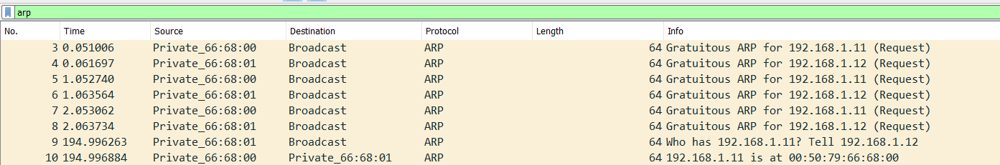 arp
No. Time Source Destination Protocol Length Info
3 0.051006 Private_66:68:00 Broadcast ARP 64 Gratuitous ARP for 192.168.1.11 (Request)
4 0.061697 Private_66:68:01 Broadcast ARP 64 Gratuitous ARP for 192.168.1.12 (Request)
5 1.052740 Private_66:68:00 Broadcast ARP 64 Gratuitous ARP for 192.168.1.11 (Request)
6 1.063564 Private_66:68:01 Broadcast ARP 64 Gratuitous ARP for 192.168.1.12 (Request)
7 2.053062 Private_66:68:00 Broadcast ARP 64 Gratuitous ARP for 192.168.1.11 (Request)
8 2.063734 Private_66:68:01 Broadcast ARP 64 Gratuitous ARP for 192.168.1.12 (Request)
9 194.996263 Private_66:68:01 Broadcast ARP 64 Who has 192.168.1.11? Tell 192.168.1.12
10 194.996884 Private_66:68:00 Private_66:68:01 ARP 64 192.168.1.11 is at 00:50:79:66:68:00